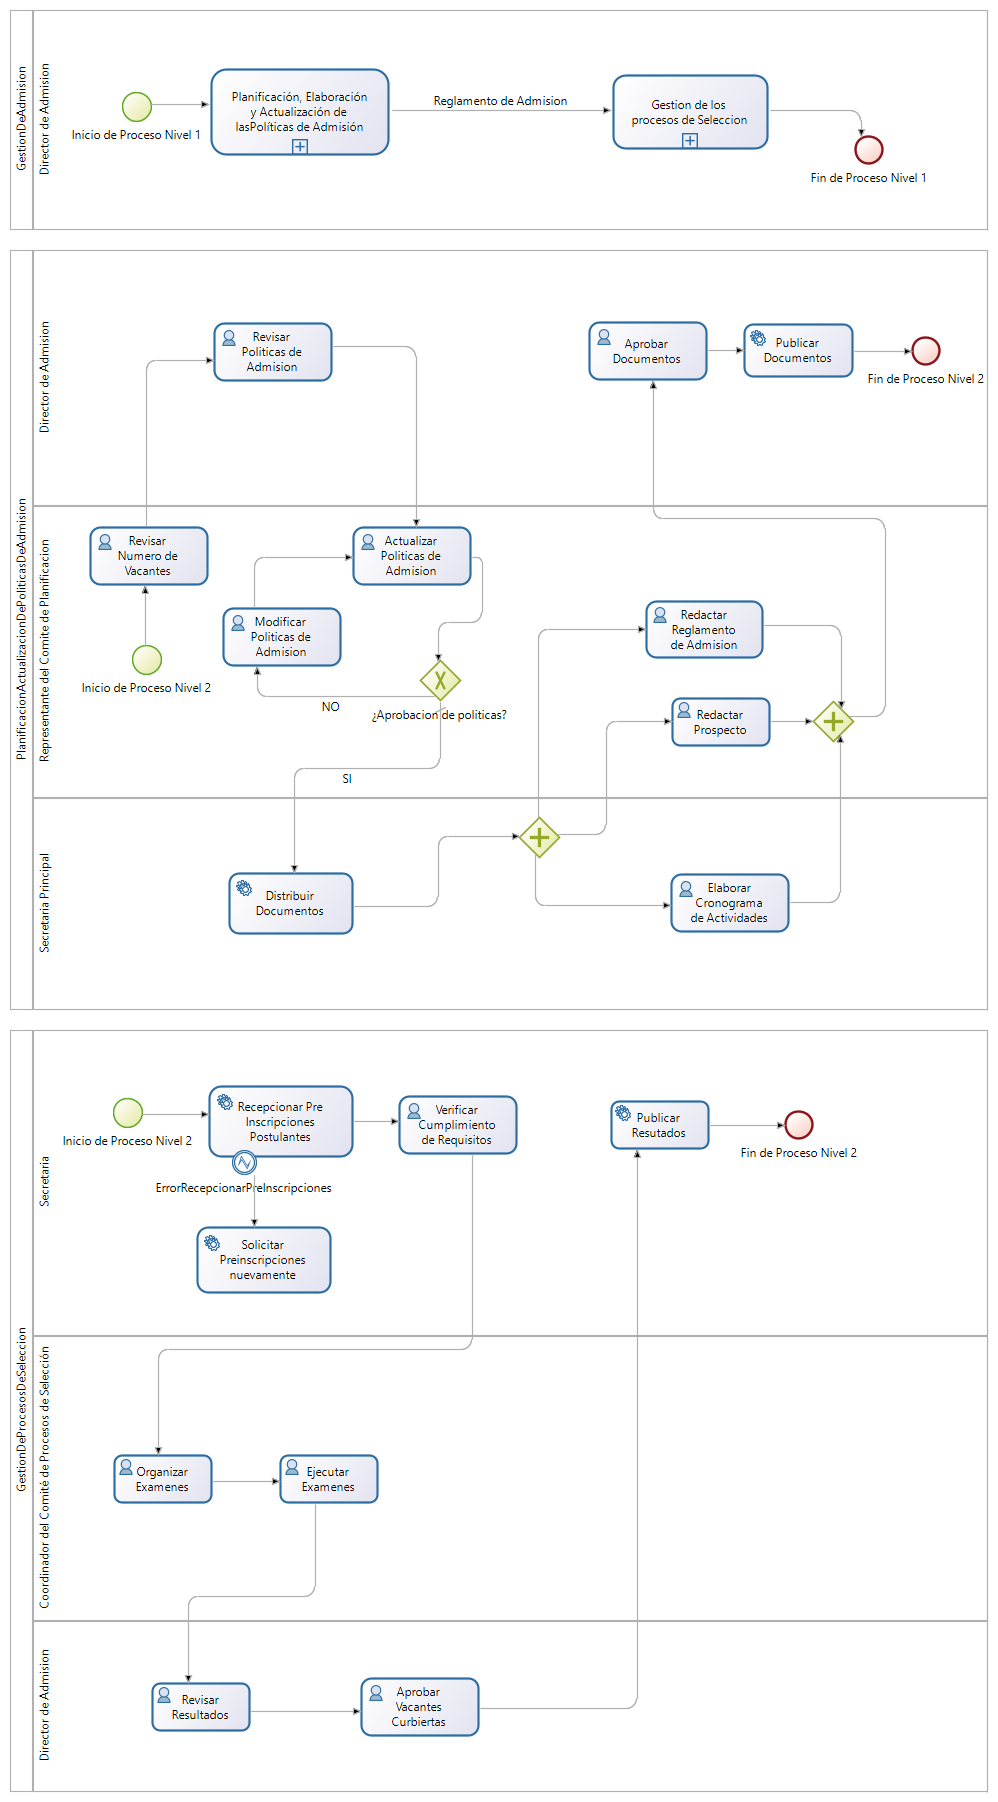 GestionDeAdmision
Director de Admision
Inicio de Proceso Nivel 1
Planificación, Elaboración
y Actualización de
lasPolíticas de Admisión
Reglamento de Admision
Gestion de los
procesos de Seleccion
Fin de Proceso Nivel 1
PlanificacionActualizacionDePoliticasDeAdmision
Director de Admision
Revisar
Politicas de
Admision
Aprobar
Documentos
Publicar
Documentos
Fin de Proceso Nivel 2
Representante del Comite de Planificacion
Revisar
Numero de
Vacantes
Actualizar
Politicas de
Admision
Modificar
Politicas de
Admision
Inicio de Proceso Nivel 2
NO
¿Aprobacion de politicas?
SI
Redactar
Reglamento
de Admision
Redactar
Prospecto
Secretaria Principal
Distribuir
Documentos
Elaborar
Cronograma
de Actividades
GestionDeProcesosDeSeleccion
Secretaria
Inicio de Proceso Nivel 2
Recepcionar Pre
Inscripciones
Postulantes
Verificar
Cumplimiento
de Requisitos
Publicar
Resutados
Fin de Proceso Nivel 2
ErrorRecepcionarPreInscripciones
Solicitar
Preinscripciones
nuevamente
Coordinador del Comité de Procesos de Selección
Organizar
Examenes
Ejecutar
Examenes
Director de Admision
Revisar
Resultados
Aprobar
Vacantes
Curbiertas